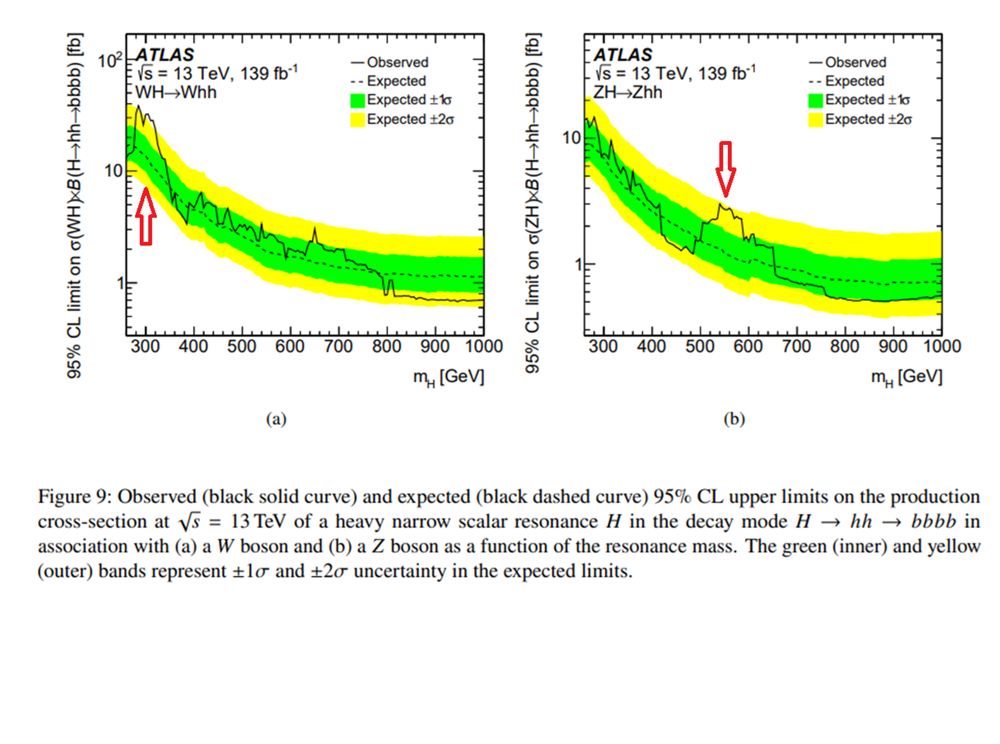 95% CL limit on σ(WH)×B(H→hh→bbbb) [fb]
10²
10
1
ATLAS
√s = 13 TeV, 139 fb⁻¹
WH→Whh
Observed
Expected
Expected ±1σ
Expected ±2σ
300 400 500 600 700 800 900 1000
m_H [GeV]
(a)
95% CL limit on σ(ZH)×B(H→hh→bbbb) [fb]
10
1
ATLAS
√s = 13 TeV, 139 fb⁻¹
ZH→Zhh
Observed
Expected
Expected ±1σ
Expected ±2σ
300 400 500 600 700 800 900 1000
m_H [GeV]
(b)
Figure 9: Observed (black solid curve) and expected (black dashed curve) 95% CL upper limits on the production
cross-section at √s = 13 TeV of a heavy narrow scalar resonance H in the decay mode H → hh → bbbb in
association with (a) a W boson and (b) a Z boson as a function of the resonance mass. The green (inner) and yellow
(outer) bands represent ±1σ and ±2σ uncertainty in the expected limits.